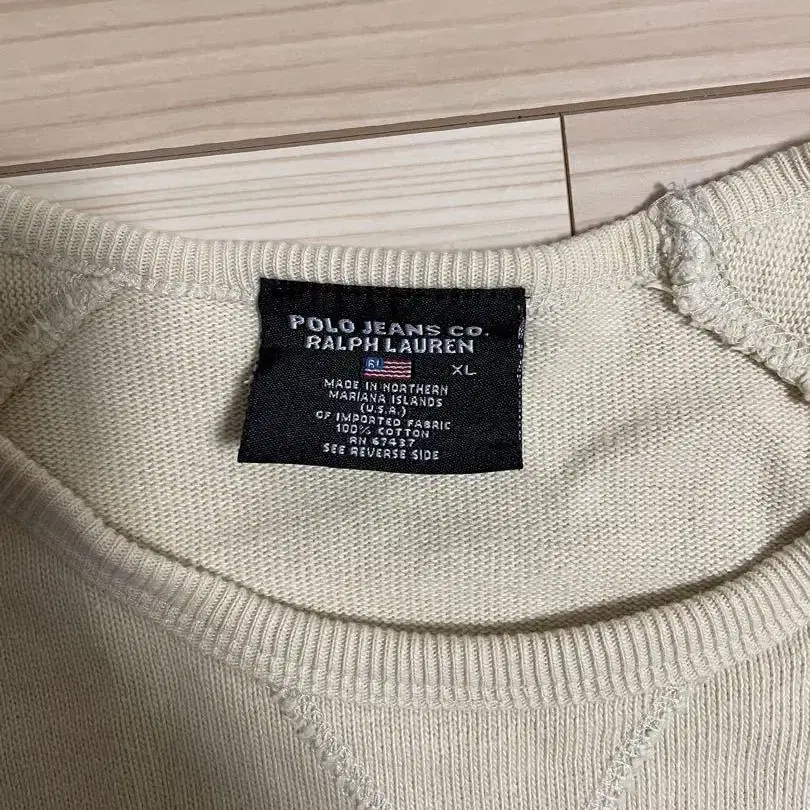 POLO JEANS CO.
RALPH LAUREN
RL XL
MADE IN NORTHERN
MARIANA ISLANDS
(U.S.A.)
OF IMPORTED FABRIC
100% COTTON
RN 67437
SEE REVERSE SIDE